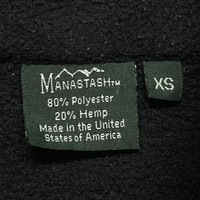 MANASTASH™
XS
80% Polyester
20% Hemp
Made in the United
States of America